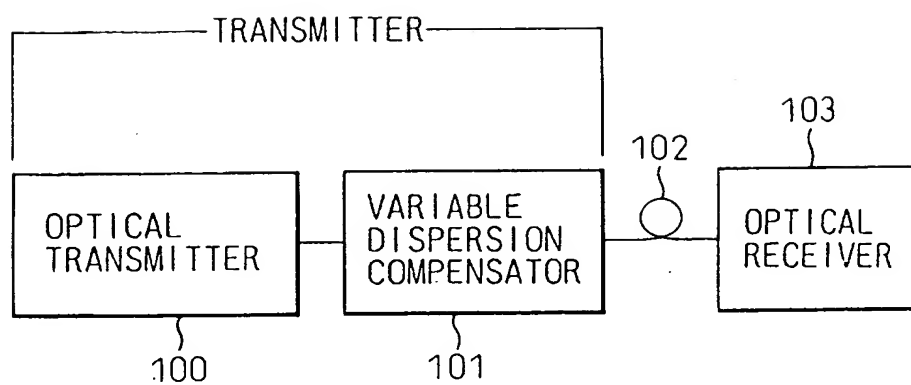 TRANSMITTER
103
102
OPTICAL
TRANSMITTER
VARIABLE
DISPERSION
COMPENSATOR
OPTICAL
RECEIVER
100
101